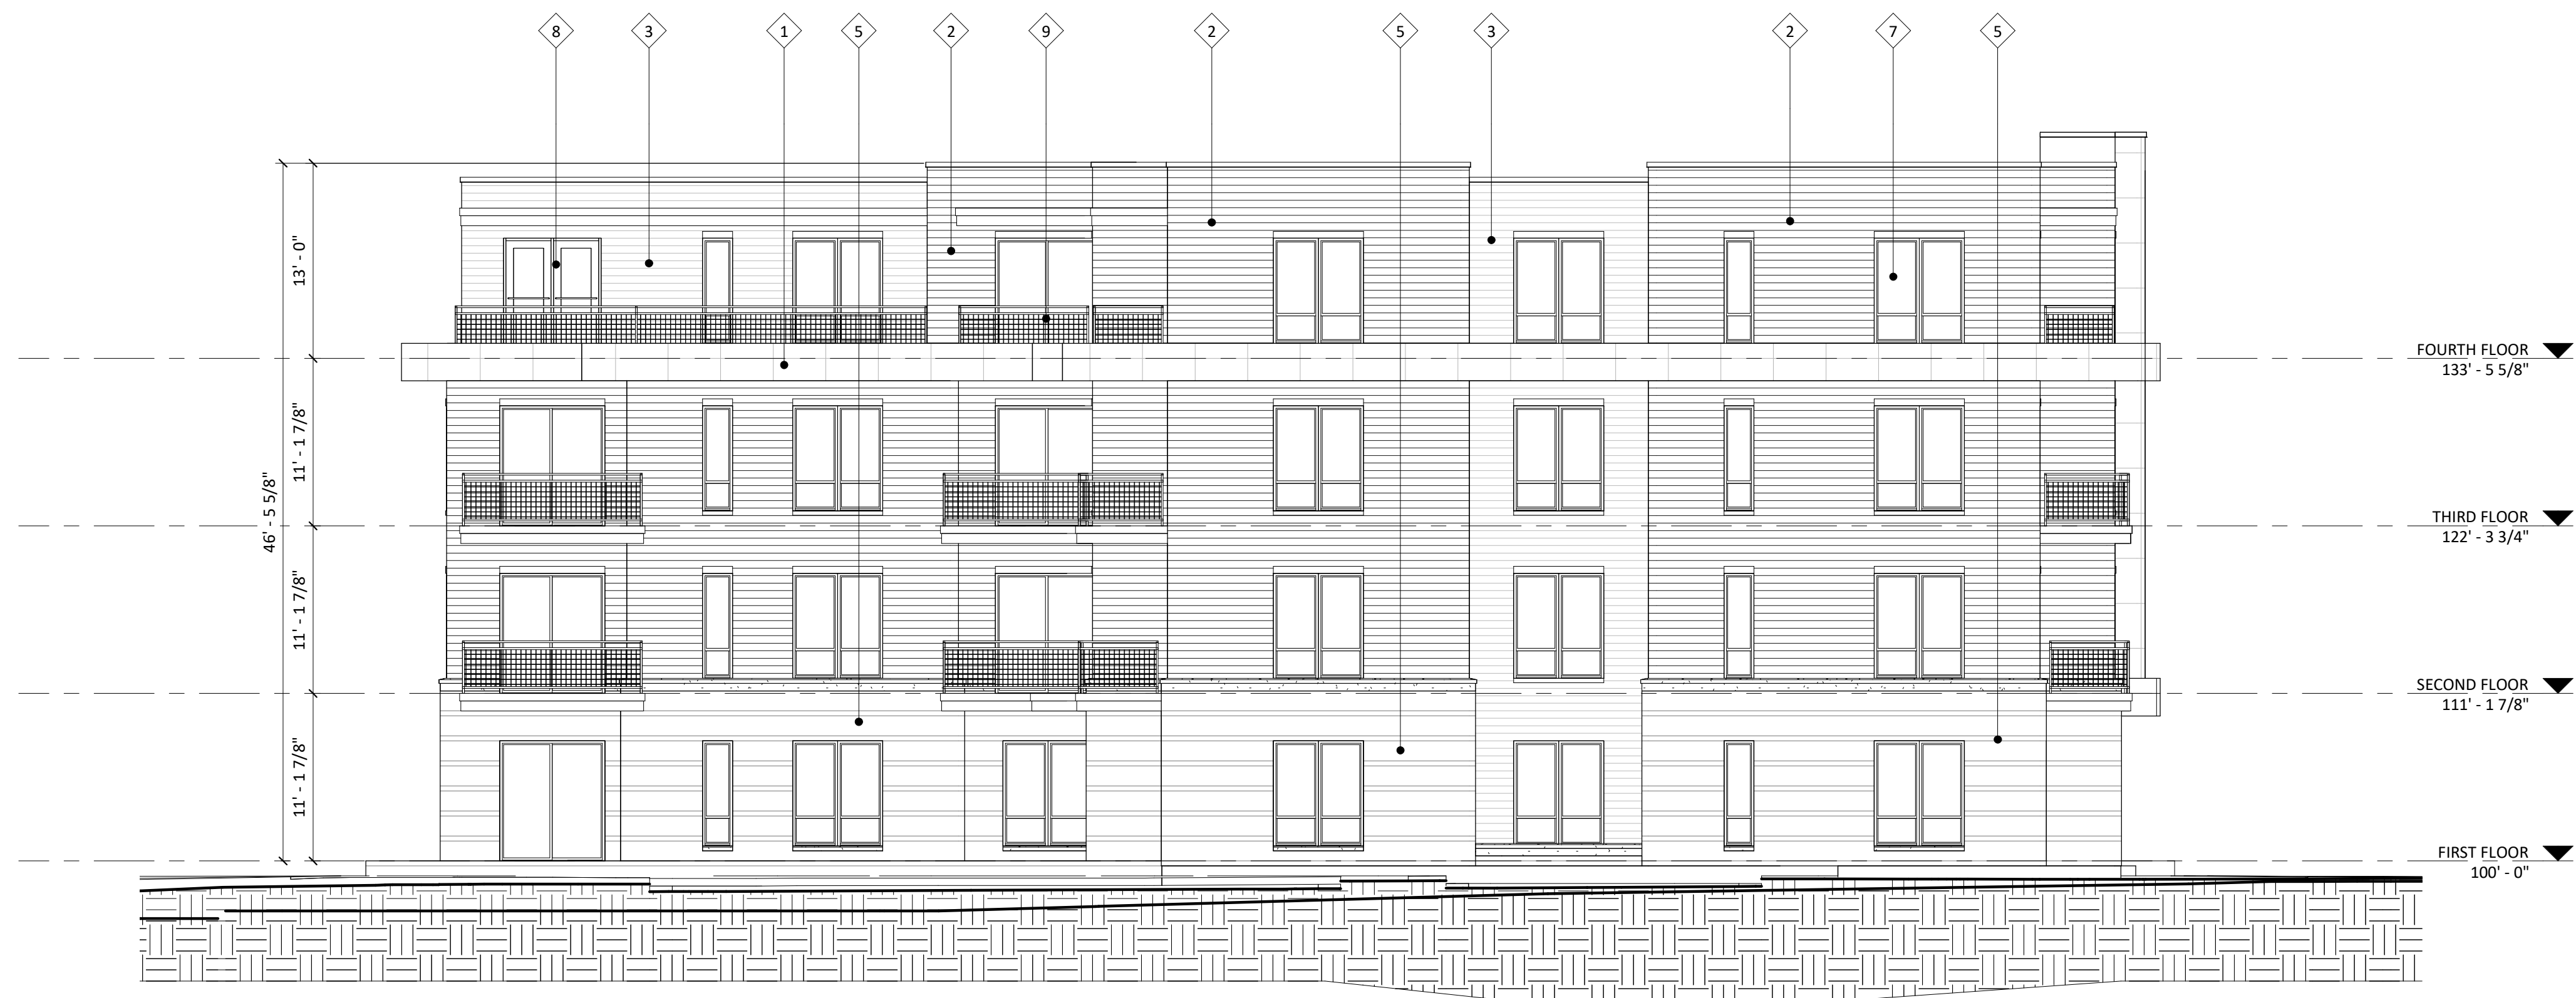 8 3 1 5 2 9 2 5 3 2 7 5
13' - 0"
11' - 1 7/8"
11' - 1 7/8"
11' - 1 7/8"
46' - 5 5/8"
FOURTH FLOOR
133' - 5 5/8"
THIRD FLOOR
122' - 3 3/4"
SECOND FLOOR
111' - 1 7/8"
FIRST FLOOR
100' - 0"